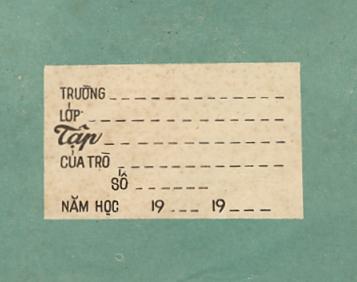 TRƯỜNG _ _ _ _ _ _ _ _ _ _ _ _ _ _
LỚP _ _ _ _ _ _ _ _ _ _ _ _ _ _ _ _
Tập _ _ _ _ _ _ _ _ _ _ _ _ _ _
CỦA TRÒ _ _ _ _ _ _ _ _ _ _ _ _ _
SỐ _ _ _ _ _ _
NĂM HỌC 19 _ _ _ 19 _ _ _